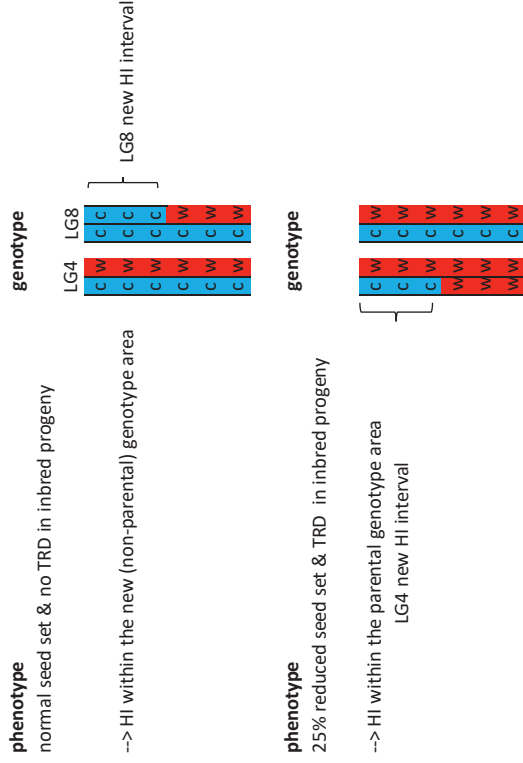 phenotype genotype
normal seed set & no TRD in inbred progeny
LG4 LG8
C W C C
C W C C
C W C C
LG8 new HI interval
--> HI within the new (non-parental) genotype area
C W C W
C W C W
C W C W
phenotype genotype
25% reduced seed set & TRD in inbred progeny
C W C W
C W C W
C W C W
--> HI within the parental genotype area
LG4 new HI interval
W W C W
W W C W
W W C W